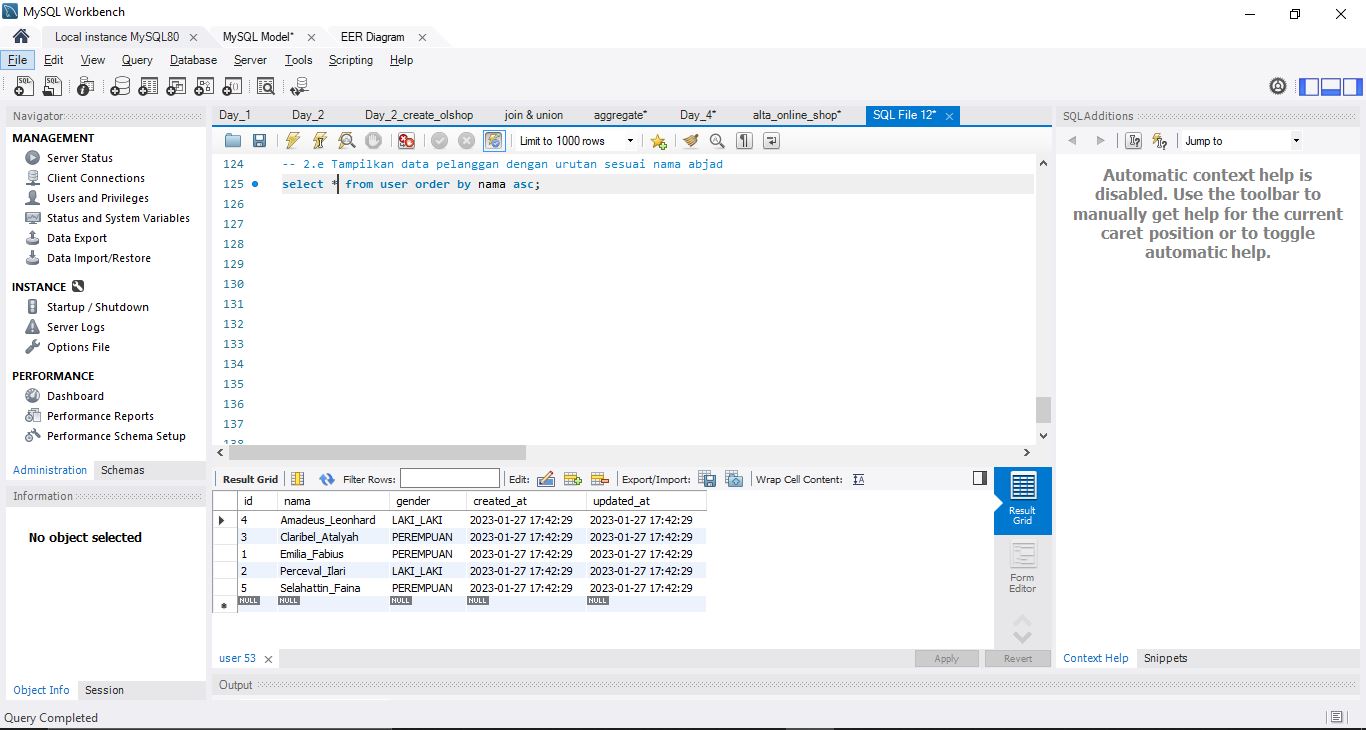 MySQL Workbench
Local instance MySQL80
MySQL Model*
EER Diagram
File Edit View Query Database Server Tools Scripting Help
Navigator
MANAGEMENT
Server Status
Client Connections
Users and Privileges
Status and System Variables
Data Export
Data Import/Restore
INSTANCE
Startup / Shutdown
Server Logs
Options File
PERFORMANCE
Dashboard
Performance Reports
Performance Schema Setup
Administration Schemas
Information
No object selected
Object Info Session
Day_1 Day_2 Day_2_create_olshop join & union aggregate* Day_4* alta_online_shop* SQL File 12*
Limit to 1000 rows
124 -- 2.e Tampilkan data pelanggan dengan urutan sesuai nama abjad
125 select * from user order by nama asc;
126
127
128
129
130
131
132
133
134
135
136
137
138
Result Grid Filter Rows: Edit: Export/Import: Wrap Cell Content:
id nama gender created_at updated_at
4 Amadeus_Leonhard LAKI_LAKI 2023-01-27 17:42:29 2023-01-27 17:42:29
3 Claribel_Atalyah PEREMPUAN 2023-01-27 17:42:29 2023-01-27 17:42:29
1 Emilia_Fabius PEREMPUAN 2023-01-27 17:42:29 2023-01-27 17:42:29
2 Perceval_Ilari LAKI_LAKI 2023-01-27 17:42:29 2023-01-27 17:42:29
5 Selahattin_Faina PEREMPUAN 2023-01-27 17:42:29 2023-01-27 17:42:29
NULL NULL NULL NULL NULL
Result
Grid
Form
Editor
user 53
Apply Revert
Output
SQLAdditions
Jump to
Automatic context help is
disabled. Use the toolbar to
manually get help for the current
caret position or to toggle
automatic help.
Context Help Snippets
Query Completed